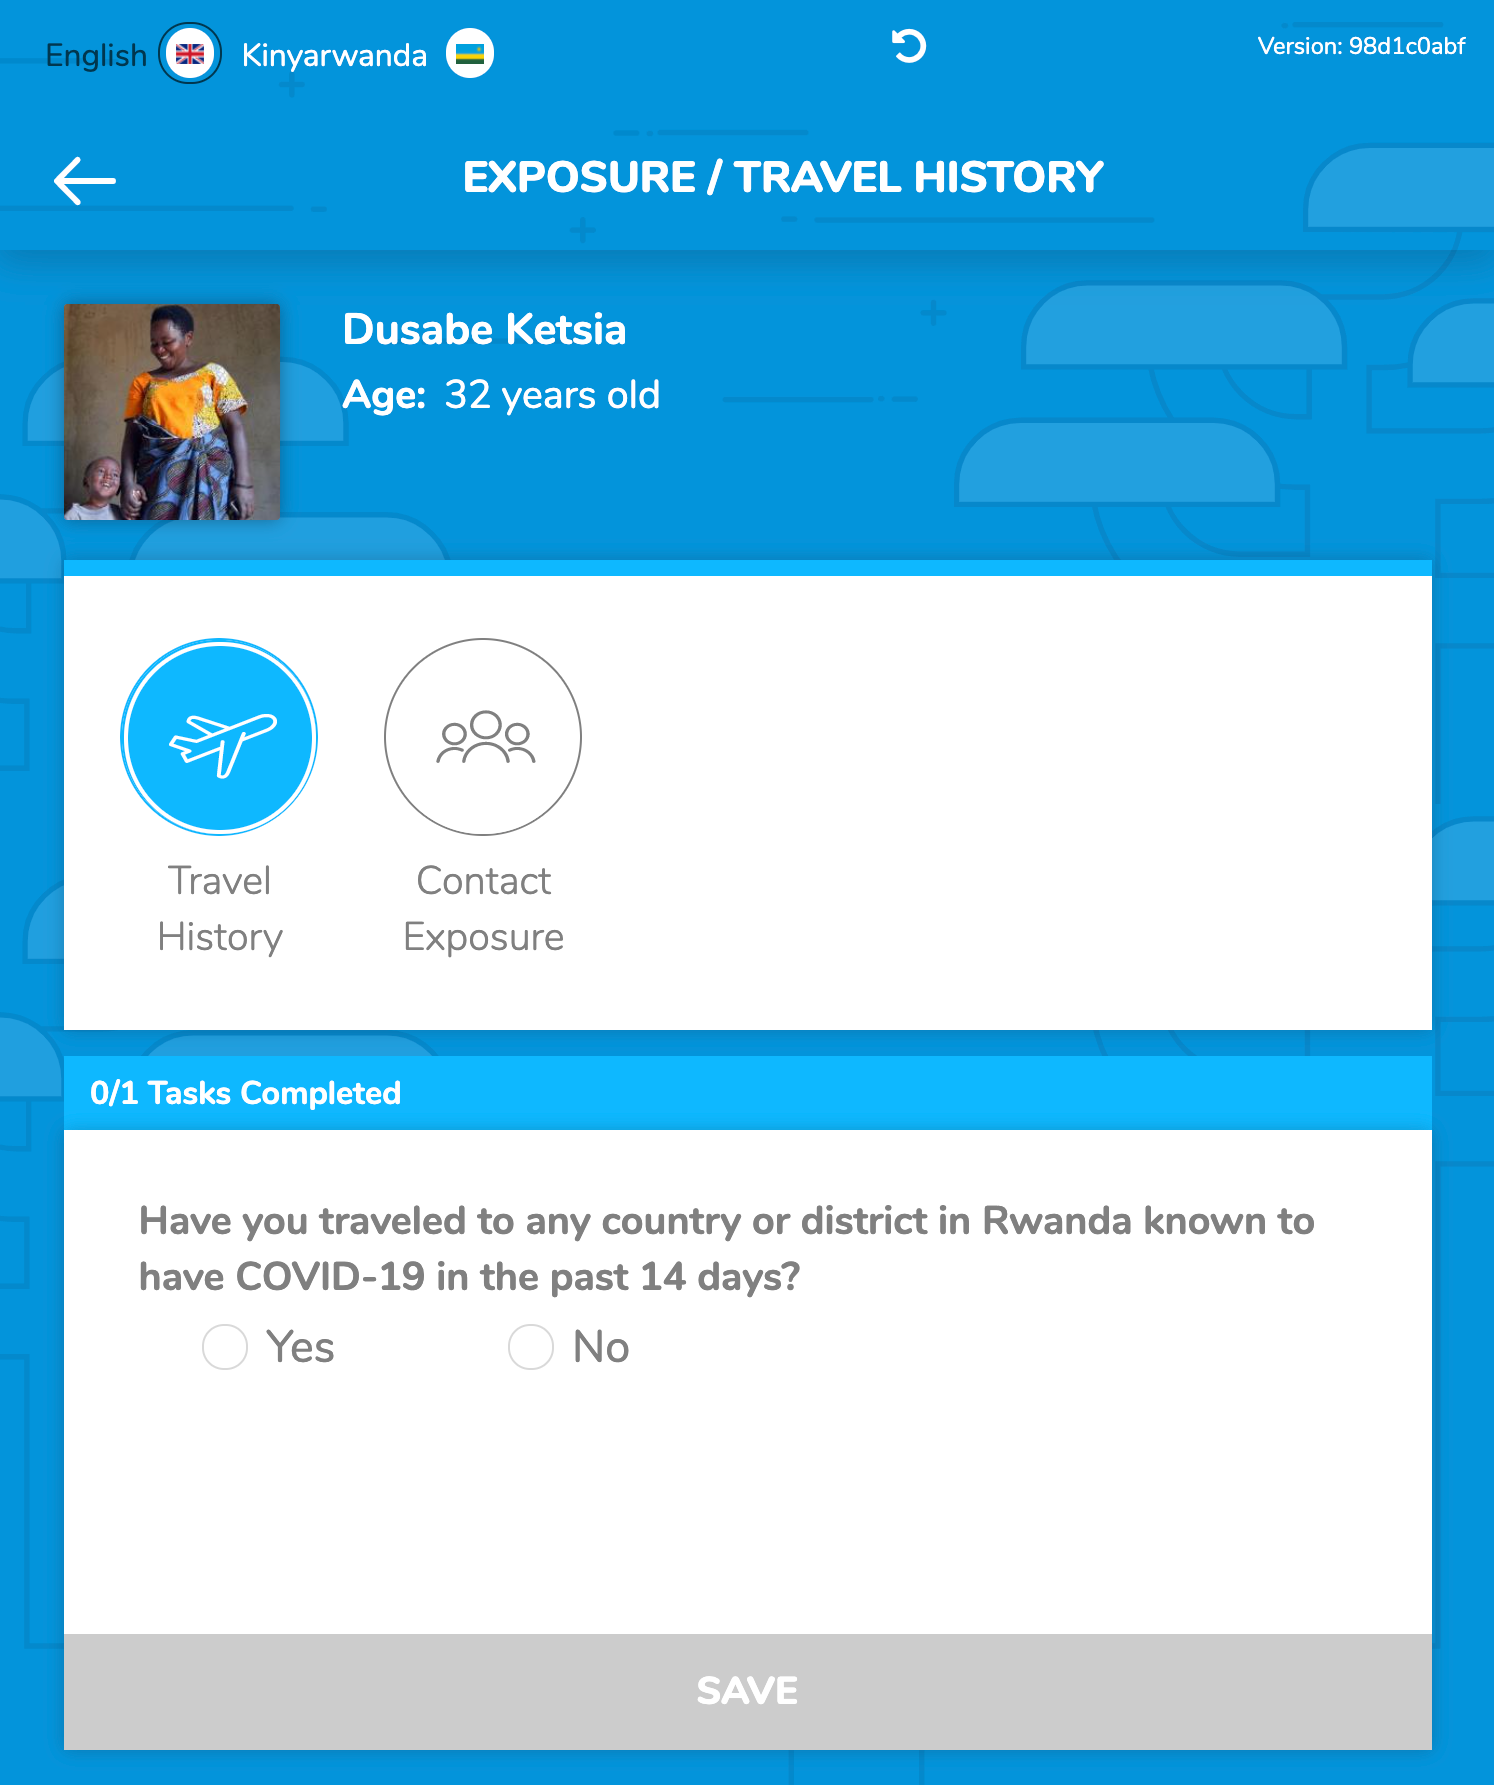 English Kinyarwanda Version: 98d1c0abf
EXPOSURE / TRAVEL HISTORY
Dusabe Ketsia
Age: 32 years old
Travel
History
Contact
Exposure
0/1 Tasks Completed
Have you traveled to any country or district in Rwanda known to
have COVID-19 in the past 14 days?
Yes No
SAVE